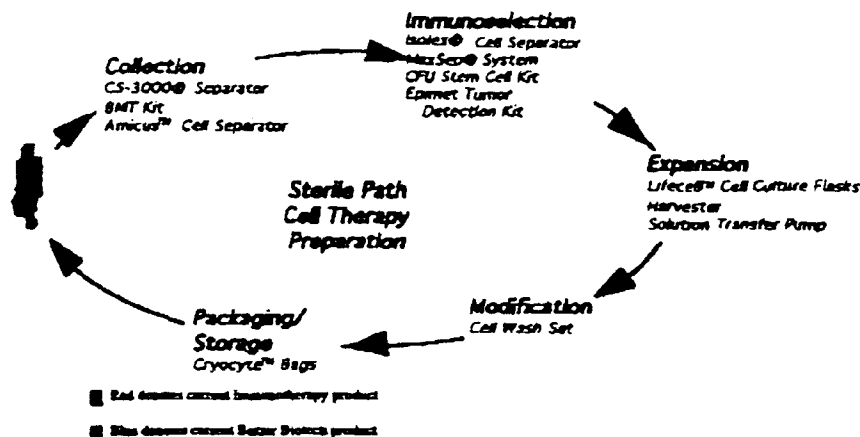 Immunoselection
Isolex® Cell Separator
MaxSep® System
CFU Stem Cell Kit
Epimet Tumor
Detection Kit
Collection
CS-3000® Separator
BMT Kit
Amicus™ Cell Separator
Expansion
Lifecell™ Cell Culture Flasks
Harvester
Solution Transfer Pump
Sterile Path
Cell Therapy
Preparation
Modification
Cell Wash Set
Packaging/
Storage
Cryocyte™ Bags
Red denotes current Immunotherapy product
Blue denotes current Baxter Biotech product